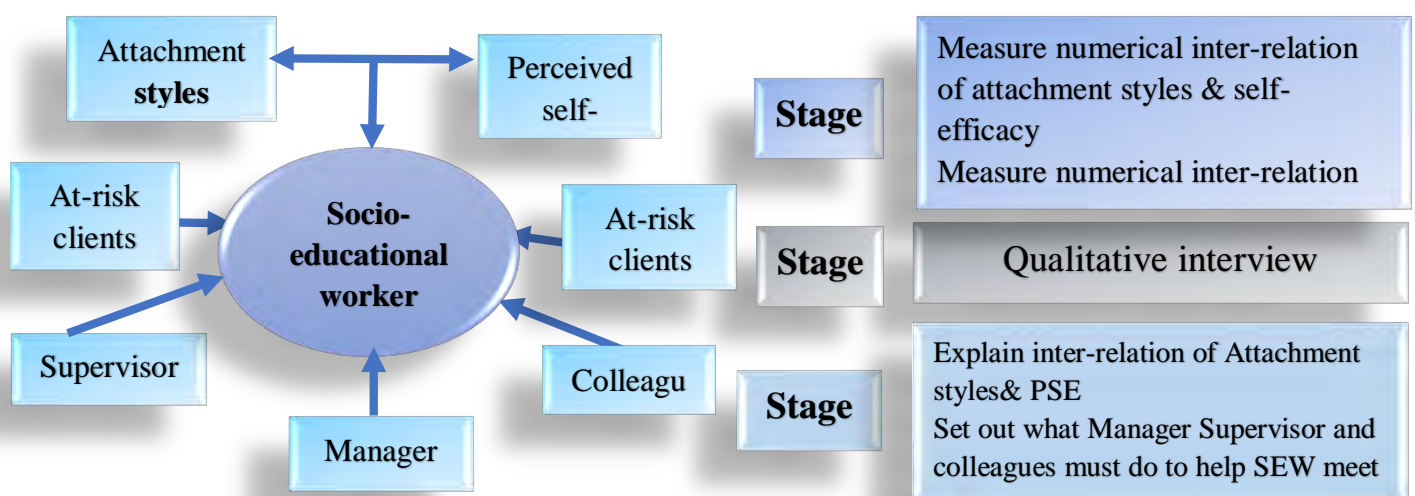 Attachment
styles
Perceived
self-
At-risk
clients
Socio-
educational
worker
At-risk
clients
Supervisor
Manager
Colleagu
Stage
Measure numerical inter-relation
of attachment styles & self-
efficacy
Measure numerical inter-relation
Stage
Qualitative interview
Stage
Explain inter-relation of Attachment
styles& PSE
Set out what Manager Supervisor and
colleagues must do to help SEW meet